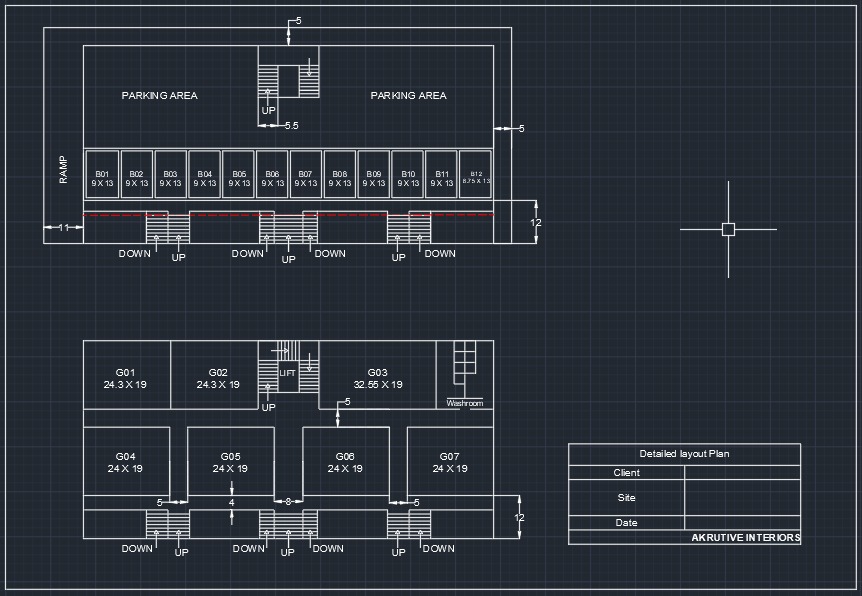 5
PARKING AREA PARKING AREA
UP
5.5
5
RAMP
B01 B02 B03 B04 B05 B06 B07 B08 B09 B10 B11 B12
9 X 13 9 X 13 9 X 13 9 X 13 9 X 13 9 X 13 9 X 13 9 X 13 9 X 13 9 X 13 9 X 13 8.75 X 13
11
12
DOWN UP DOWN UP DOWN UP DOWN
G01 G02 G03
24.3 X 19 24.3 X 19 32.55 X 19
LIFT
UP
5
Washroom
G04 G05 G06 G07
24 X 19 24 X 19 24 X 19 24 X 19
5 4 8 5
12
DOWN UP DOWN UP DOWN UP DOWN
Detailed layout Plan
Client
Site
Date
AKRUTIVE INTERIORS